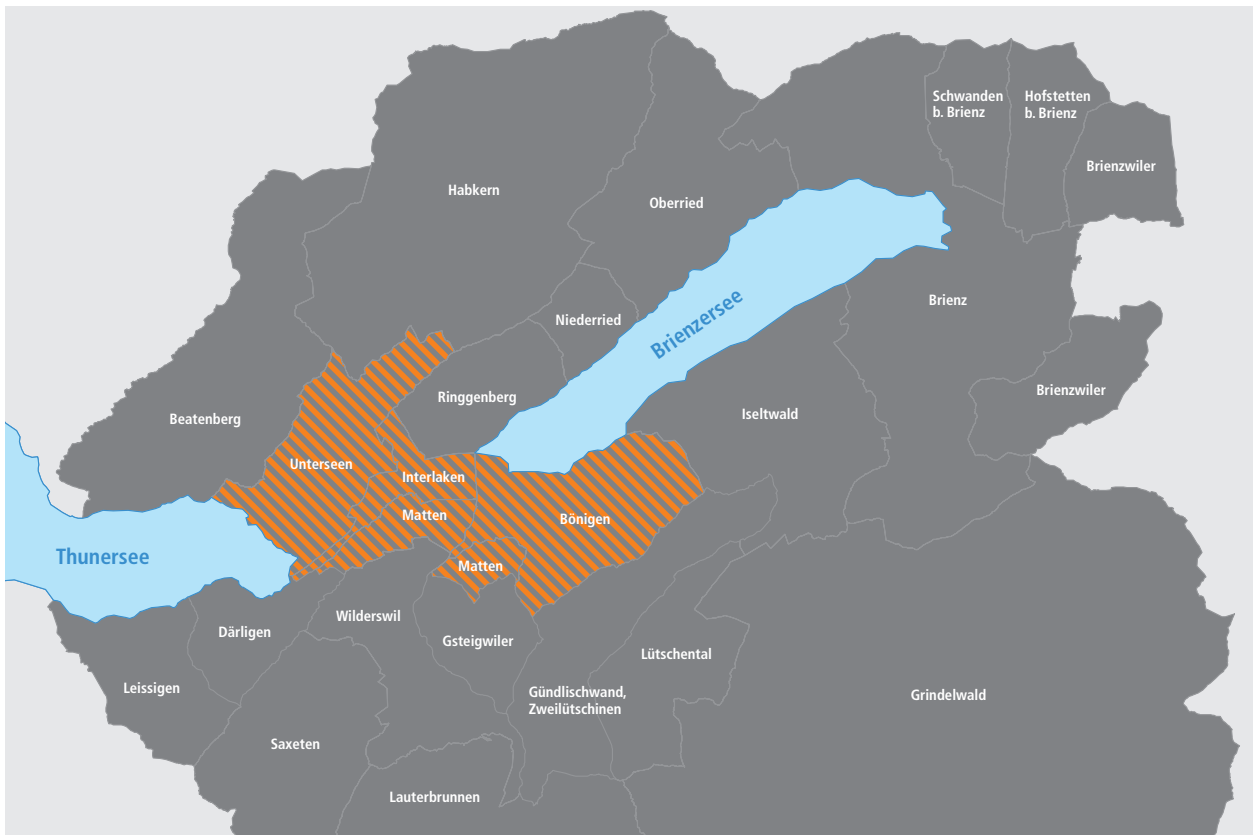 Schwanden
b. Brienz
Hofstetten
b. Brienz
Brienzwiler
Habkern
Oberried
Brienz
Niederried
Brienzersee
Ringgenberg
Brienzwiler
Beatenberg
Iseltwald
Unterseen
Interlaken
Matten
Bönigen
Thunersee
Matten
Wilderswil
Därligen
Gsteigwiler
Lütschental
Leissigen
Gündlischwand,
Zweilütschinen
Grindelwald
Saxeten
Lauterbrunnen